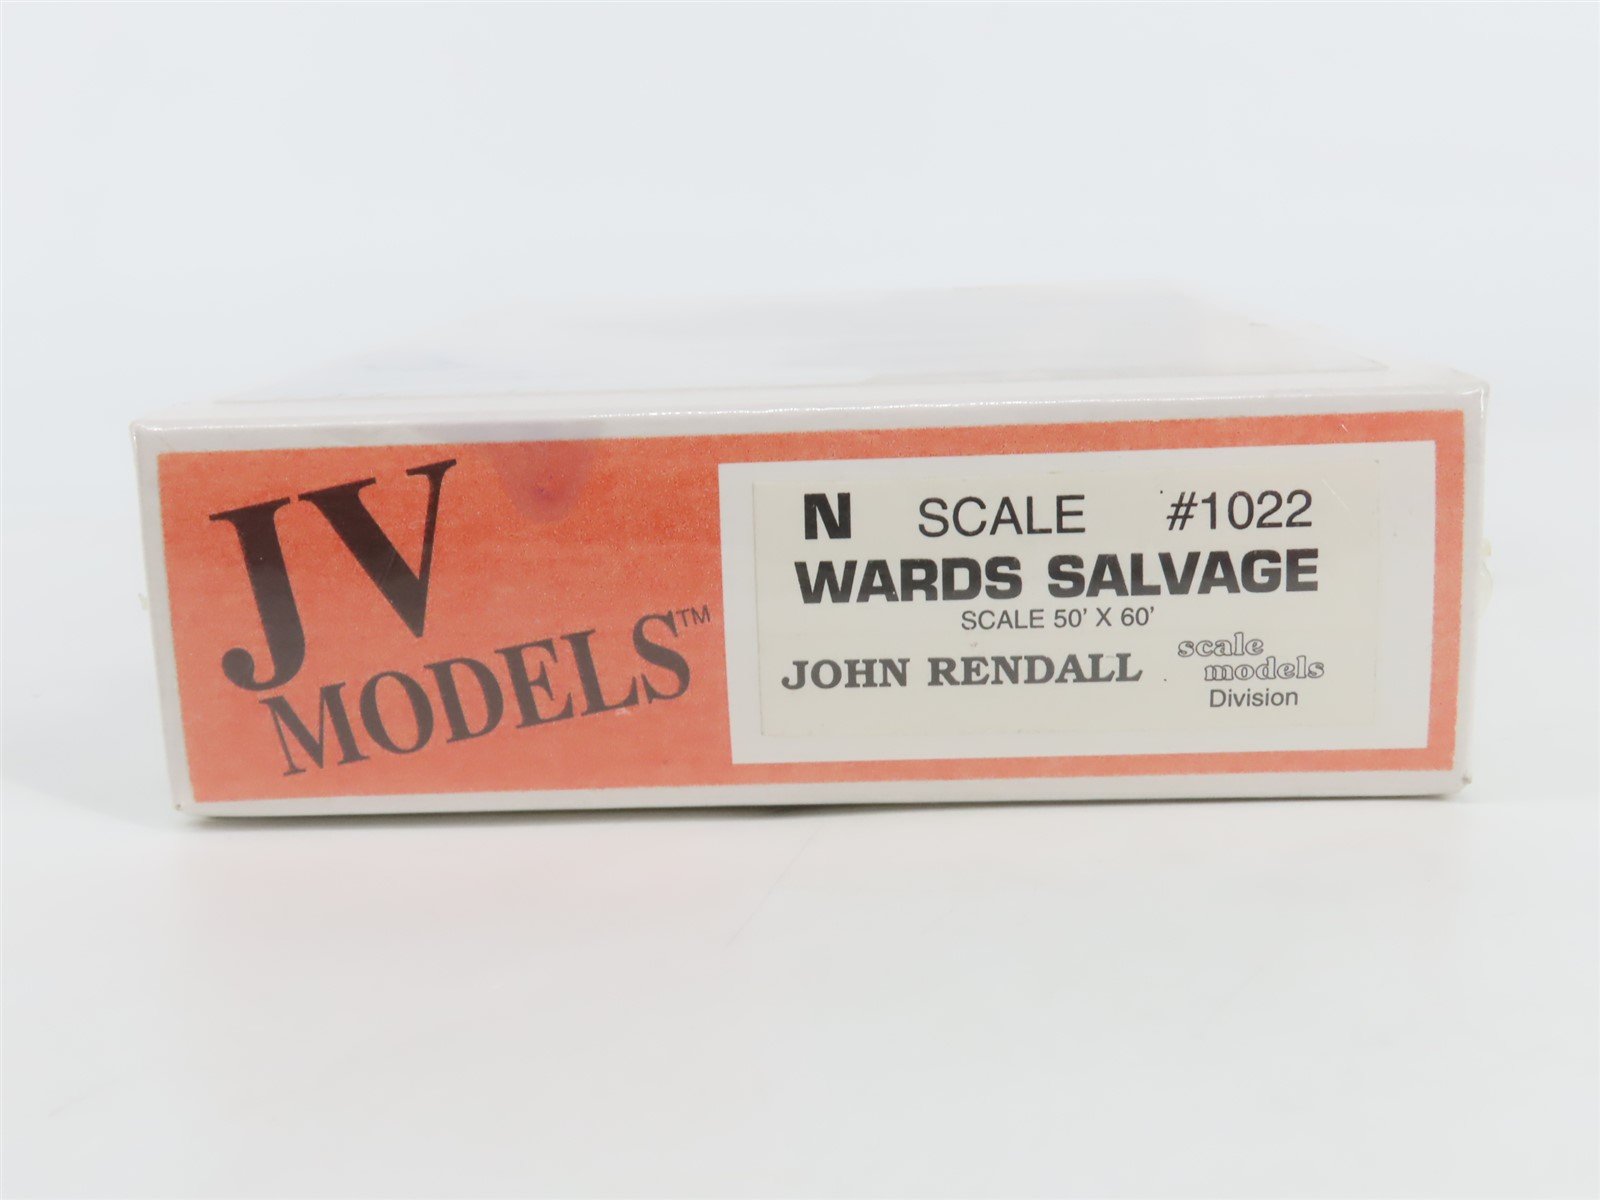 JV
MODELS™
N SCALE #1022
WARDS SALVAGE
SCALE 50' X 60'
JOHN RENDALL
scale
models
Division